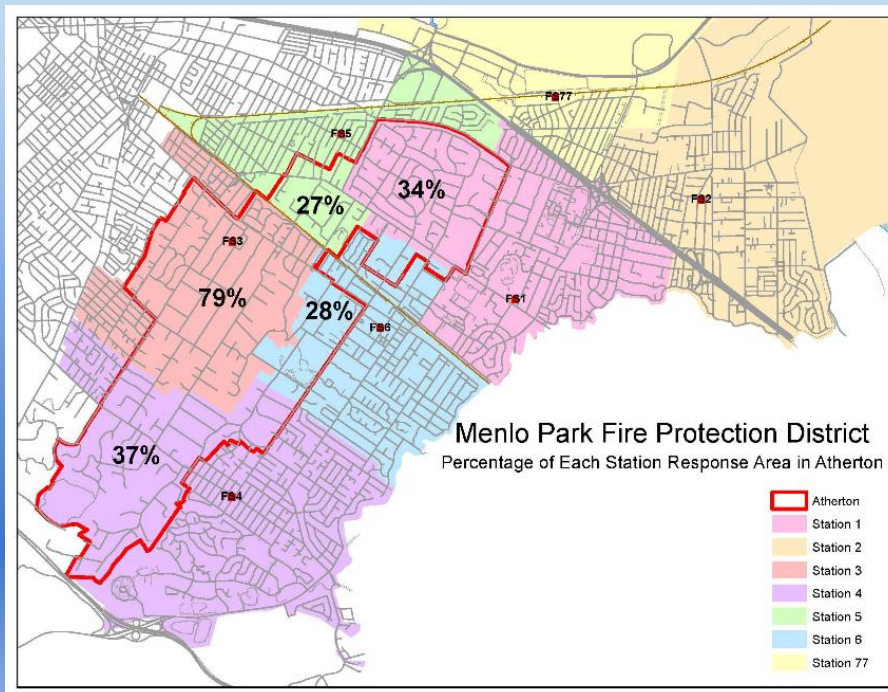 FS77
FS5
34%
FS2
27%
FS3
79%
FS1
28%
FS6
37%
FS4
Menlo Park Fire Protection District
Percentage of Each Station Response Area in Atherton
Atherton
Station 1
Station 2
Station 3
Station 4
Station 5
Station 6
Station 77